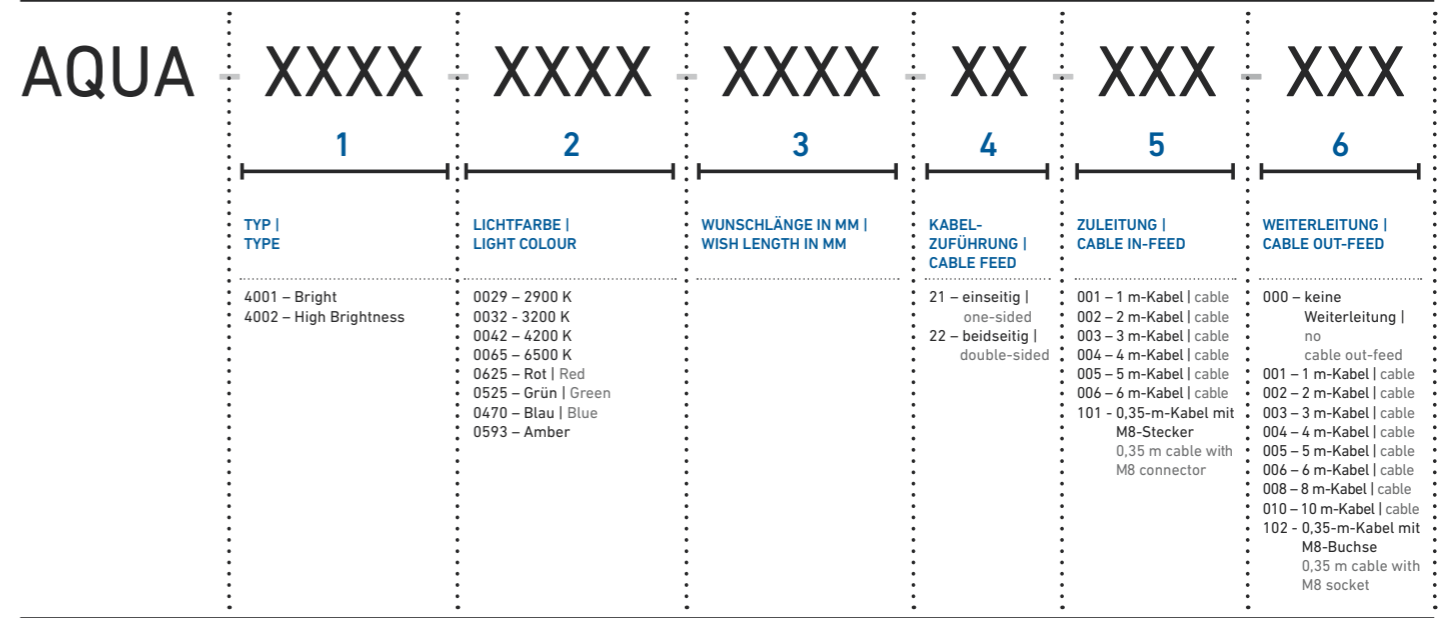 AQUA - XXXX - XXXX - XXXX - XX - XXX - XXX
1
2
3
4
5
6
TYP |
TYPE
4001 – Bright
4002 – High Brightness
LICHTFARBE |
LIGHT COLOUR
0029 – 2900 K
0032 - 3200 K
0042 – 4200 K
0065 – 6500 K
0625 – Rot | Red
0525 – Grün | Green
0470 – Blau | Blue
0593 – Amber
WUNSCHLÄNGE IN MM |
WISH LENGTH IN MM
KABEL-
ZUFÜHRUNG |
CABLE FEED
21 – einseitig |
one-sided
22 – beidseitig |
double-sided
ZULEITUNG |
CABLE IN-FEED
001 – 1 m-Kabel | cable
002 – 2 m-Kabel | cable
003 – 3 m-Kabel | cable
004 – 4 m-Kabel | cable
005 – 5 m-Kabel | cable
006 – 6 m-Kabel | cable
101 - 0,35-m-Kabel mit
M8-Stecker
0,35 m cable with
M8 connector
WEITERLEITUNG |
CABLE OUT-FEED
000 – keine
Weiterleitung |
no
cable out-feed
001 – 1 m-Kabel | cable
002 – 2 m-Kabel | cable
003 – 3 m-Kabel | cable
004 – 4 m-Kabel | cable
005 – 5 m-Kabel | cable
006 – 6 m-Kabel | cable
008 – 8 m-Kabel | cable
010 – 10 m-Kabel | cable
102 - 0,35-m-Kabel mit
M8-Buchse
0,35 m cable with
M8 socket